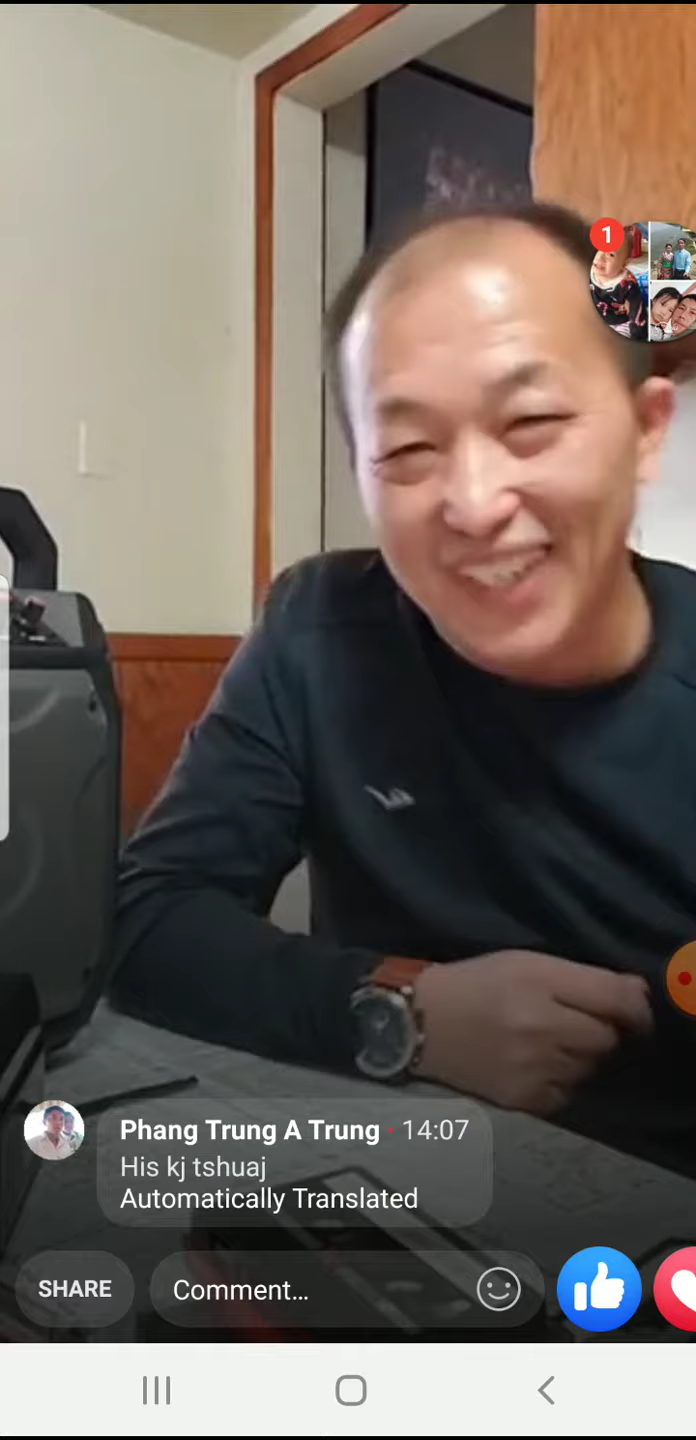 1
Phang Trung A Trung · 14:07
His kj tshuaj
Automatically Translated
SHARE
Comment...